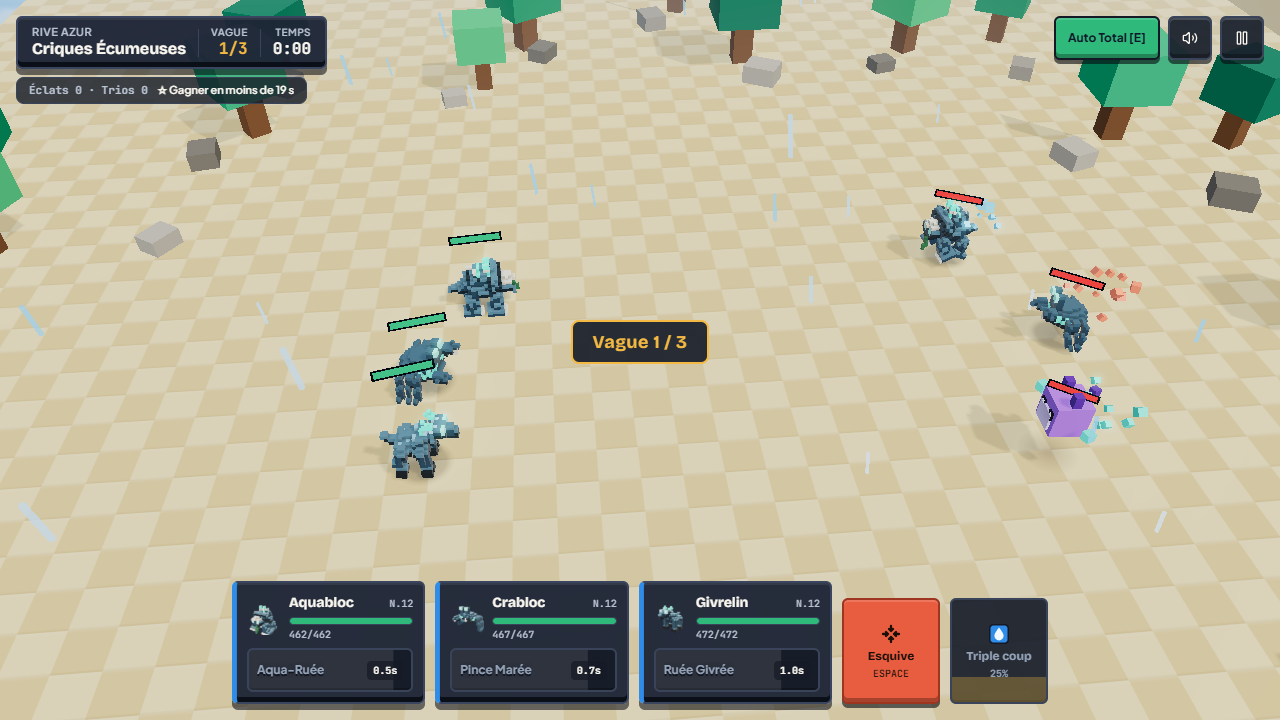 RIVE AZUR
Criques Écumeuses
VAGUE
1/3
TEMPS
0:00
Éclats 0 · Trios 0 ★ Gagner en moins de 19 s
Auto Total [E]
Vague 1 / 3
Aquabloc N.12
462/462
Aqua-Ruée 0.5s
Crabloc N.12
467/467
Pince Marée 0.7s
Givrelin N.12
472/472
Ruée Givrée 1.0s
Esquive
ESPACE
Triple coup
25%